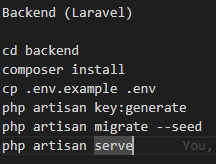 Backend (Laravel)

cd backend
composer install
cp .env.example .env
php artisan key:generate
php artisan migrate --seed
php artisan serve You,